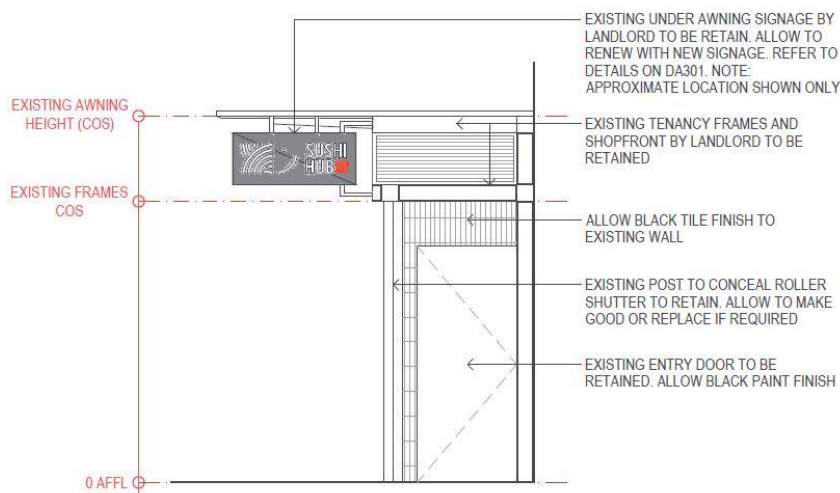 EXISTING UNDER AWNING SIGNAGE BY
LANDLORD TO BE RETAIN. ALLOW TO
RENEW WITH NEW SIGNAGE. REFER TO
DETAILS ON DA301. NOTE:
APPROXIMATE LOCATION SHOWN ONLY
EXISTING AWNING
HEIGHT (COS)
SUSHI
HUB
EXISTING TENANCY FRAMES AND
SHOPFRONT BY LANDLORD TO BE
RETAINED
EXISTING FRAMES
COS
ALLOW BLACK TILE FINISH TO
EXISTING WALL
EXISTING POST TO CONCEAL ROLLER
SHUTTER TO RETAIN. ALLOW TO MAKE
GOOD OR REPLACE IF REQUIRED
EXISTING ENTRY DOOR TO BE
RETAINED. ALLOW BLACK PAINT FINISH
0 AFFL